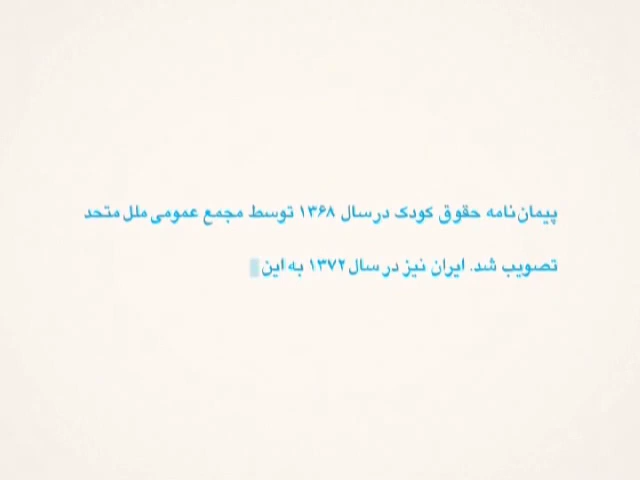 پیمان‌نامه حقوق کودک در سال ۱۳۶۸ توسط مجمع عمومی ملل متحد
تصویب شد. ایران نیز در سال ۱۳۷۲ به این